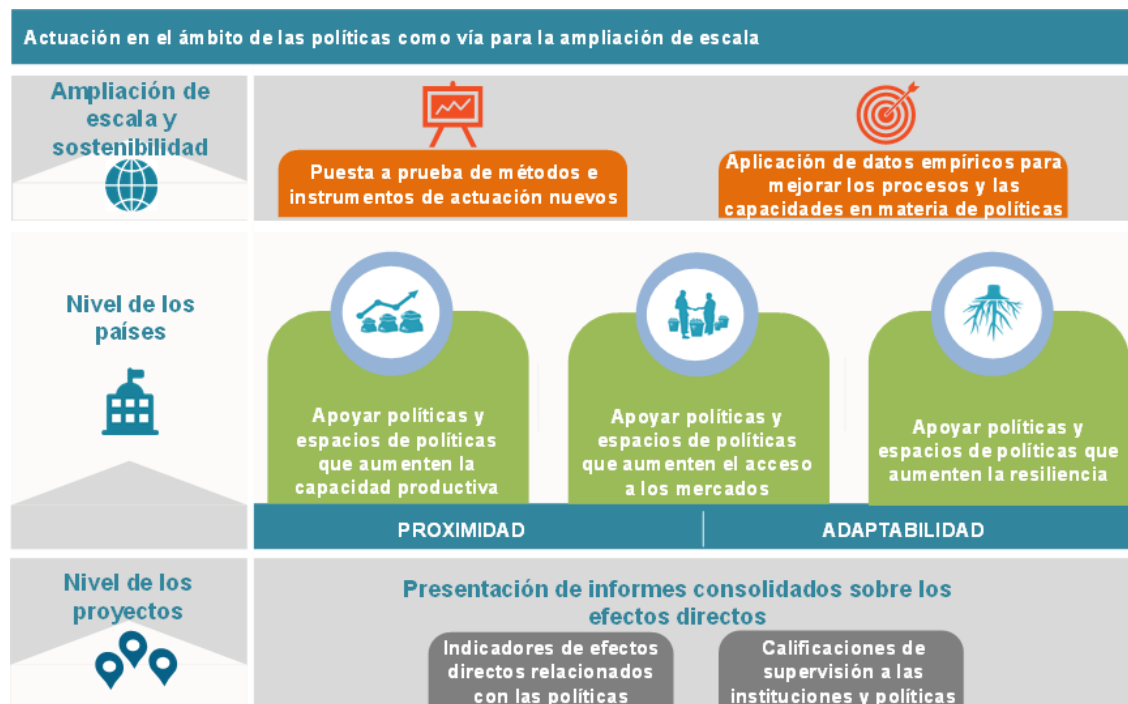 Actuación en el ámbito de las políticas como vía para la ampliación de escala
Ampliación de
escala y
sostenibilidad
Puesta a prueba de métodos e
instrumentos de actuación nuevos
Aplicación de datos empíricos para
mejorar los procesos y las
capacidades en materia de políticas
Nivel de los
países
Apoyar políticas y
espacios de políticas
que aumenten la
capacidad productiva
Apoyar políticas y
espacios de políticas
que aumenten el acceso
a los mercados
Apoyar políticas y
espacios de políticas que
aumenten la resiliencia
PROXIMIDAD
ADAPTABILIDAD
Nivel de los
proyectos
Presentación de informes consolidados sobre los
efectos directos
Indicadores de efectos
directos relacionados
con las políticas
Calificaciones de
supervisión a las
instituciones y políticas